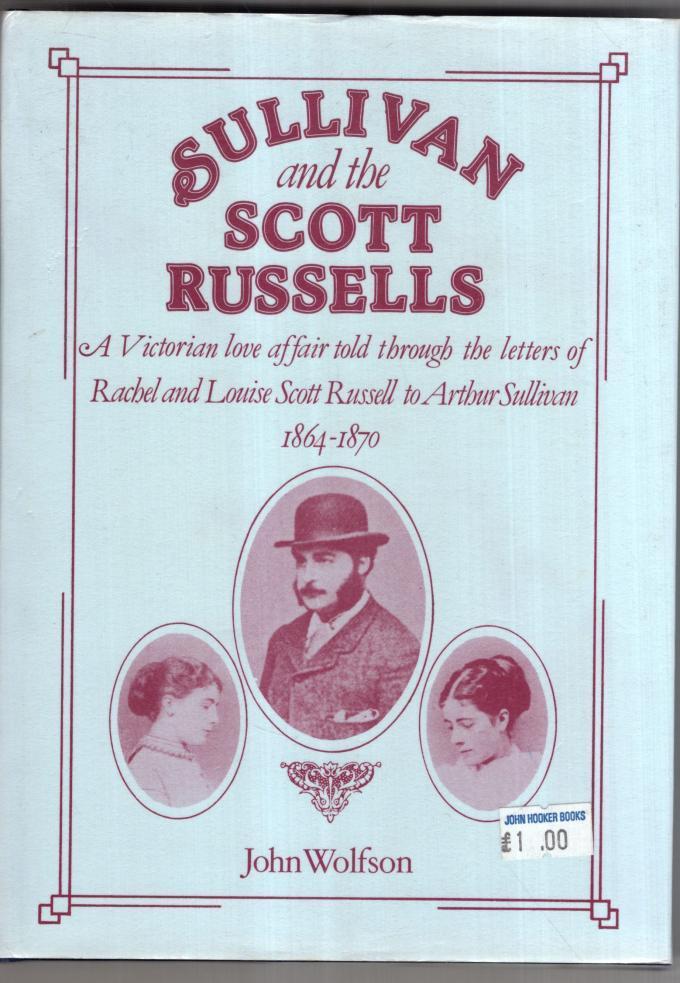 SULLIVAN
and the
SCOTT
RUSSELLS
A Victorian love affair told through the letters of
Rachel and Louise Scott Russell to Arthur Sullivan
1864-1870
JOHN HOOKER BOOKS
£1 .00
John Wolfson